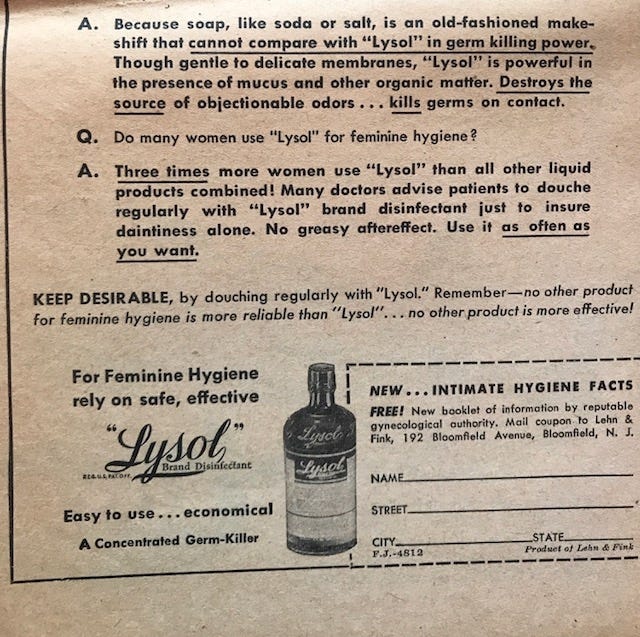 A. Because soap, like soda or salt, is an old-fashioned make-
shift that cannot compare with "Lysol" in germ killing power.
Though gentle to delicate membranes, "Lysol" is powerful in
the presence of mucus and other organic matter. Destroys the
source of objectionable odors ... kills germs on contact.
Q. Do many women use "Lysol" for feminine hygiene?
A. Three times more women use "Lysol" than all other liquid
products combined! Many doctors advise patients to douche
regularly with "Lysol" brand disinfectant just to insure
daintiness alone. No greasy aftereffect. Use it as often as
you want.
KEEP DESIRABLE, by douching regularly with "Lysol." Remember—no other product
for feminine hygiene is more reliable than "Lysol"... no other product is more effective!
For Feminine Hygiene
rely on safe, effective
"Lysol"
Brand Disinfectant
REG. U.S. PAT. OFF.
Easy to use ... economical
A Concentrated Germ-Killer
Lysol
Lysol
NEW ... INTIMATE HYGIENE FACTS
FREE! New booklet of information by reputable
gynecological authority. Mail coupon to Lehn &
Fink, 192 Bloomfield Avenue, Bloomfield, N. J.
NAME
STREET
CITY STATE
F.J.-4812 Product of Lehn & Fink